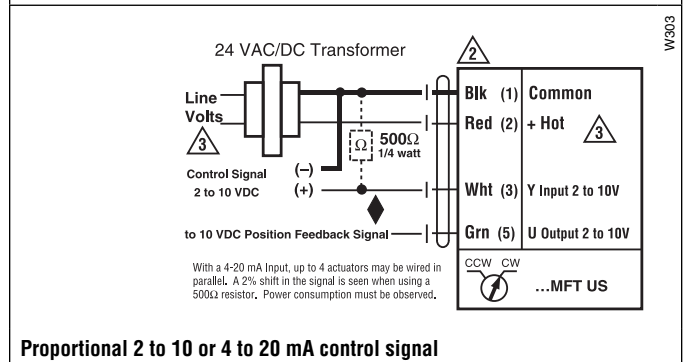 W303
24 VAC/DC Transformer
2
Line
Volts
3
Blk (1) Common
Red (2) + Hot
3
Ω
500Ω
1/4 watt
Control Signal
2 to 10 VDC
(–)
(+)
Wht (3) Y Input 2 to 10V
to 10 VDC Position Feedback Signal
Grn (5) U Output 2 to 10V
With a 4-20 mA Input, up to 4 actuators may be wired in
parallel. A 2% shift in the signal is seen when using a
500Ω resistor. Power consumption must be observed.
CCW CW
...MFT US
Proportional 2 to 10 or 4 to 20 mA control signal